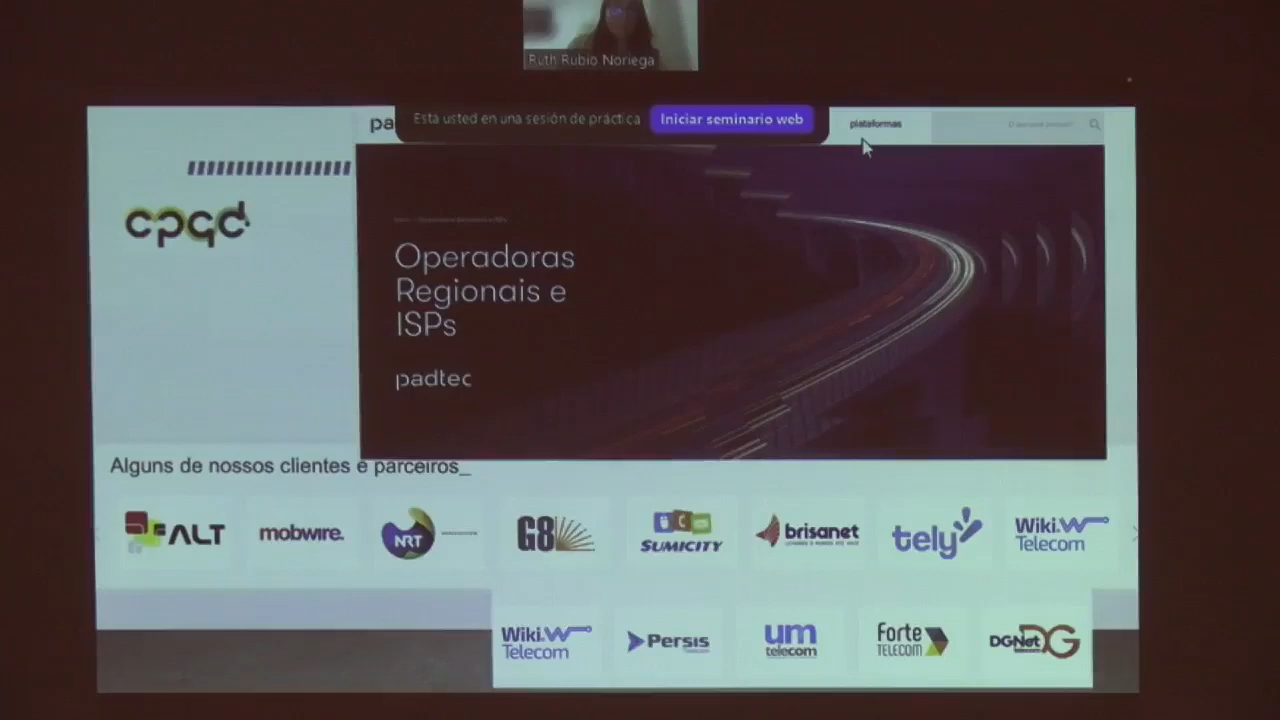 Ruth Rubio Noriega
pa
Está usted en una sesión de práctica
Iniciar seminario web
plataformas
cpqd
Operadoras
Regionais e
ISPs
padtec
Alguns de nossos clientes e parceiros_
ALT
mobwire.
NRT
G8
SUMICITY
brisanet
tely
Wiki
Telecom
Wiki
Telecom
Persis
um
telecom
Forte
TELECOM
DGNet DG